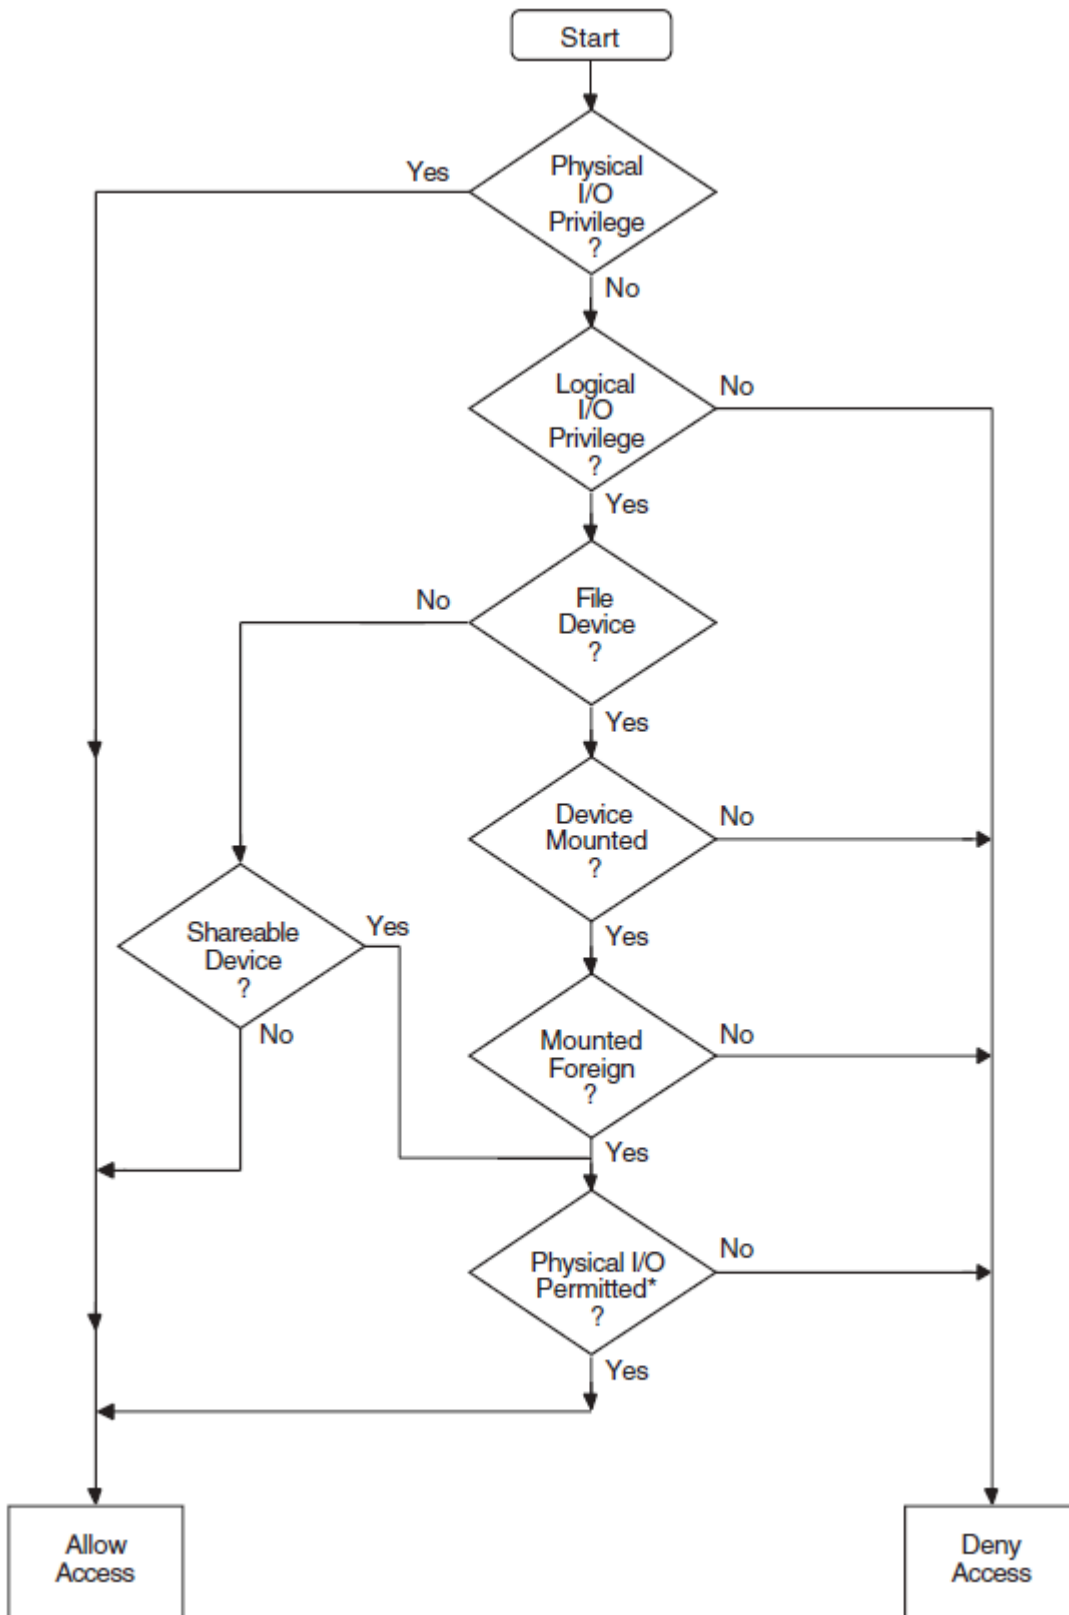 Start
Yes
Physical
I/O
Privilege
?
No
Logical
I/O
Privilege
?
No
Yes
No
File
Device
?
Yes
Device
Mounted
?
No
Shareable
Device
?
Yes
Yes
No
Mounted
Foreign
?
No
Yes
Physical I/O
Permitted*
?
No
Yes
Allow
Access
Deny
Access